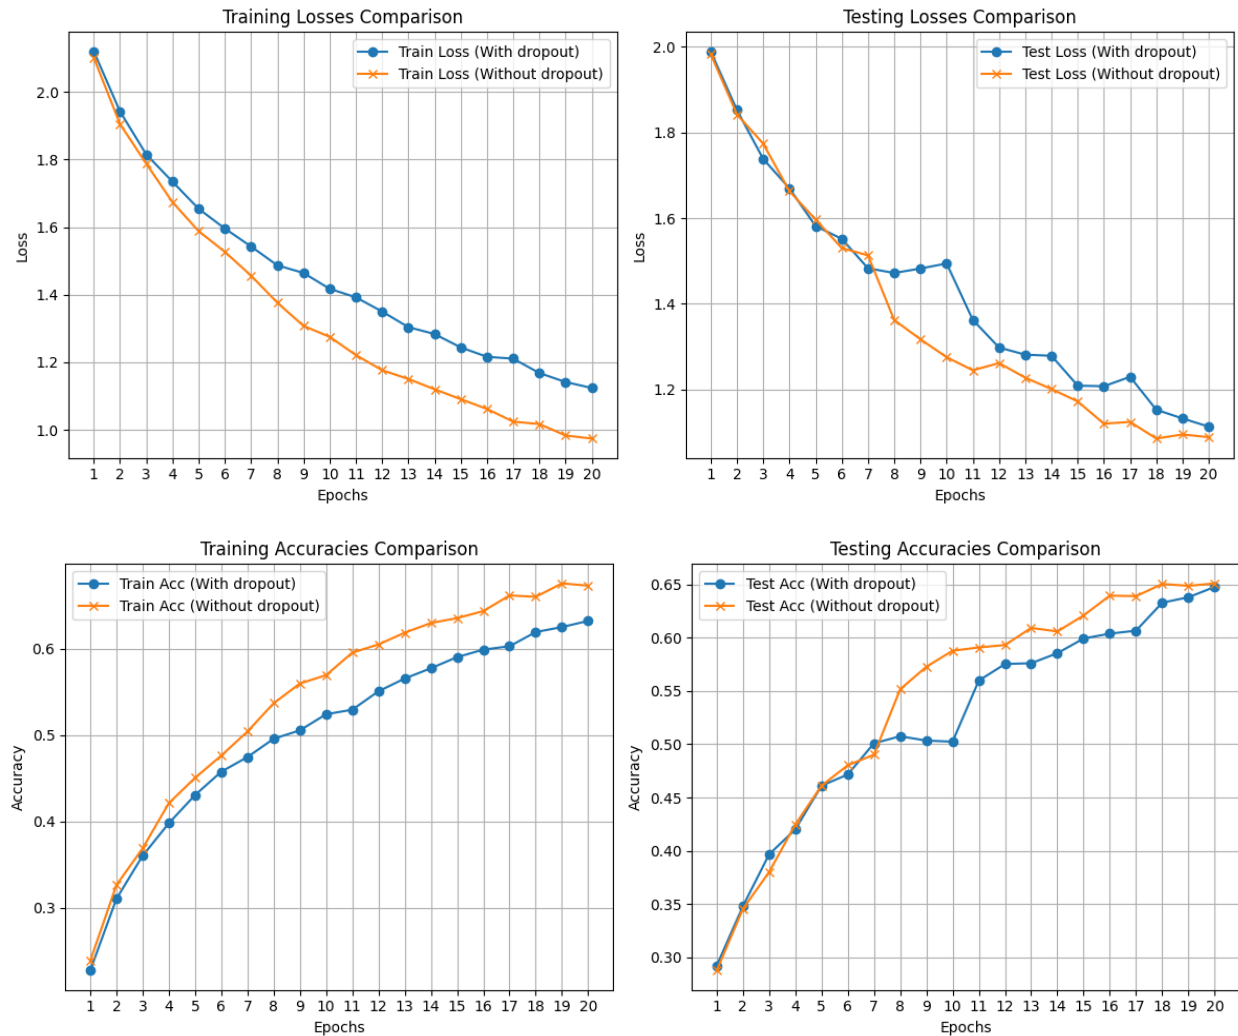 Training Losses Comparison
Train Loss (With dropout)
Train Loss (Without dropout)
Loss
2.0
1.8
1.6
1.4
1.2
1.0
1 2 3 4 5 6 7 8 9 10 11 12 13 14 15 16 17 18 19 20
Epochs
Testing Losses Comparison
Test Loss (With dropout)
Test Loss (Without dropout)
Loss
2.0
1.8
1.6
1.4
1.2
1 2 3 4 5 6 7 8 9 10 11 12 13 14 15 16 17 18 19 20
Epochs
Training Accuracies Comparison
Train Acc (With dropout)
Train Acc (Without dropout)
Accuracy
0.6
0.5
0.4
0.3
1 2 3 4 5 6 7 8 9 10 11 12 13 14 15 16 17 18 19 20
Epochs
Testing Accuracies Comparison
Test Acc (With dropout)
Test Acc (Without dropout)
Accuracy
0.65
0.60
0.55
0.50
0.45
0.40
0.35
0.30
1 2 3 4 5 6 7 8 9 10 11 12 13 14 15 16 17 18 19 20
Epochs